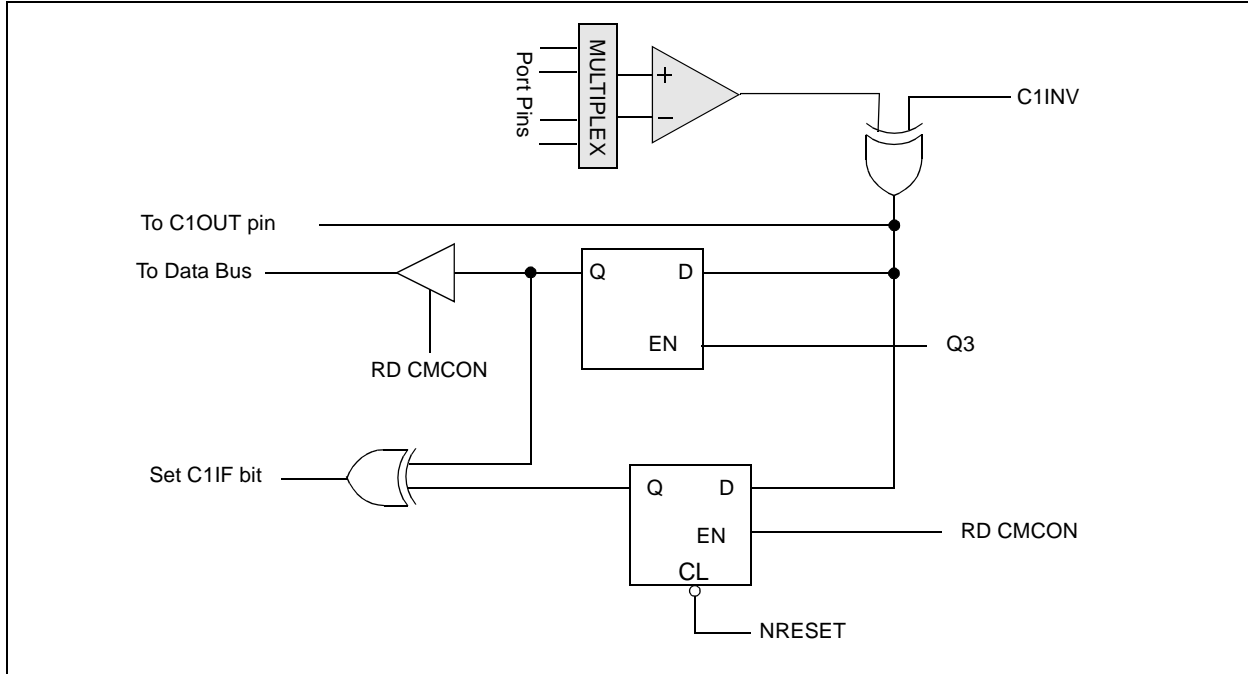 Port Pins
MULTIPLEX
+
−
C1INV
To C1OUT pin
To Data Bus
Q
D
EN
Q3
RD CMCON
Set C1IF bit
Q
D
EN
RD CMCON
CL
NRESET